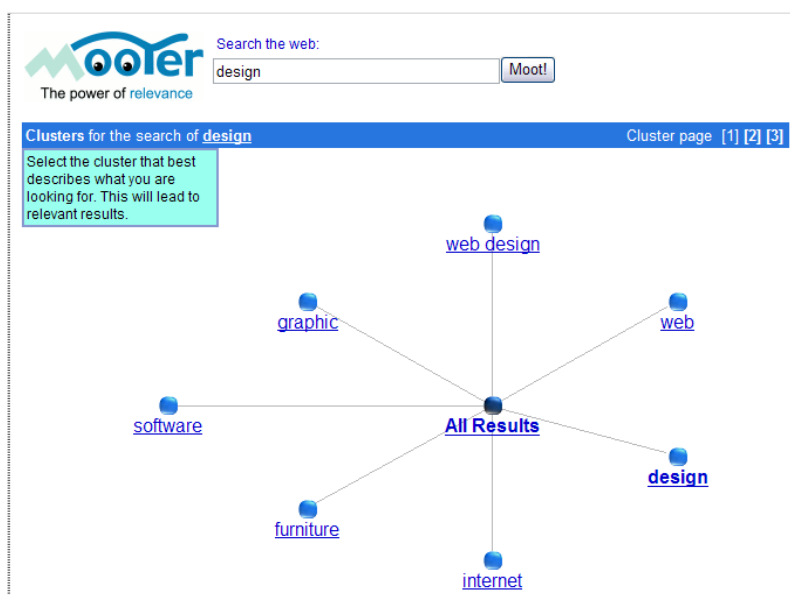 mooter
The power of relevance
Search the web:
design
Moot!
Clusters for the search of design
Cluster page [1] [2] [3]
Select the cluster that best
describes what you are
looking for. This will lead to
relevant results.
web design
graphic
web
software
All Results
design
furniture
internet